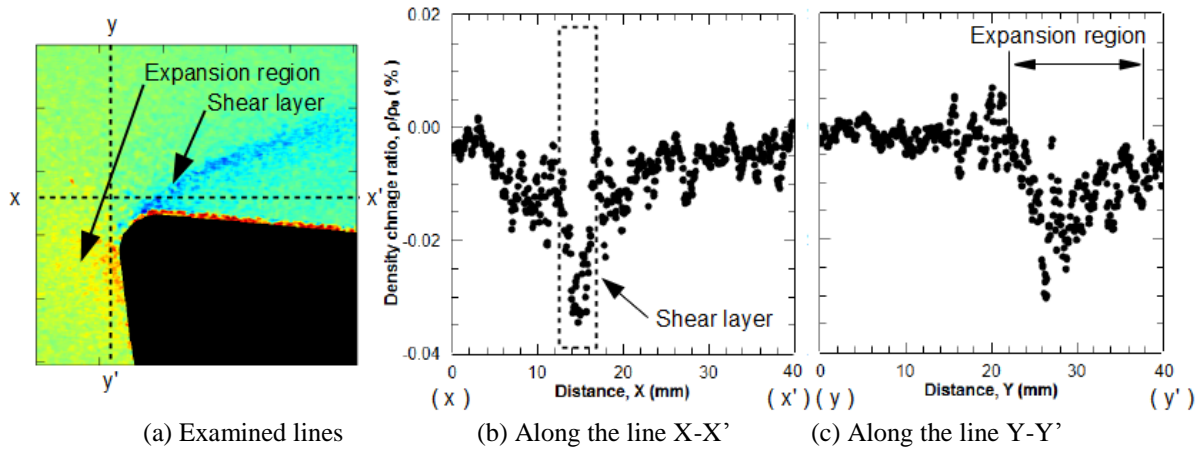 y
Expansion region
Shear layer
x
x'
y'
Density chnage ratio, ρ/ρ₀ ( % )
0.02
0.00
-0.02
-0.04
0
10
20
30
40
Distance, X (mm)
( x )
( x' )
Shear layer
Expansion region
0
10
20
30
40
Distance, Y (mm)
( y )
( y' )
(a) Examined lines
(b) Along the line X-X’
(c) Along the line Y-Y’